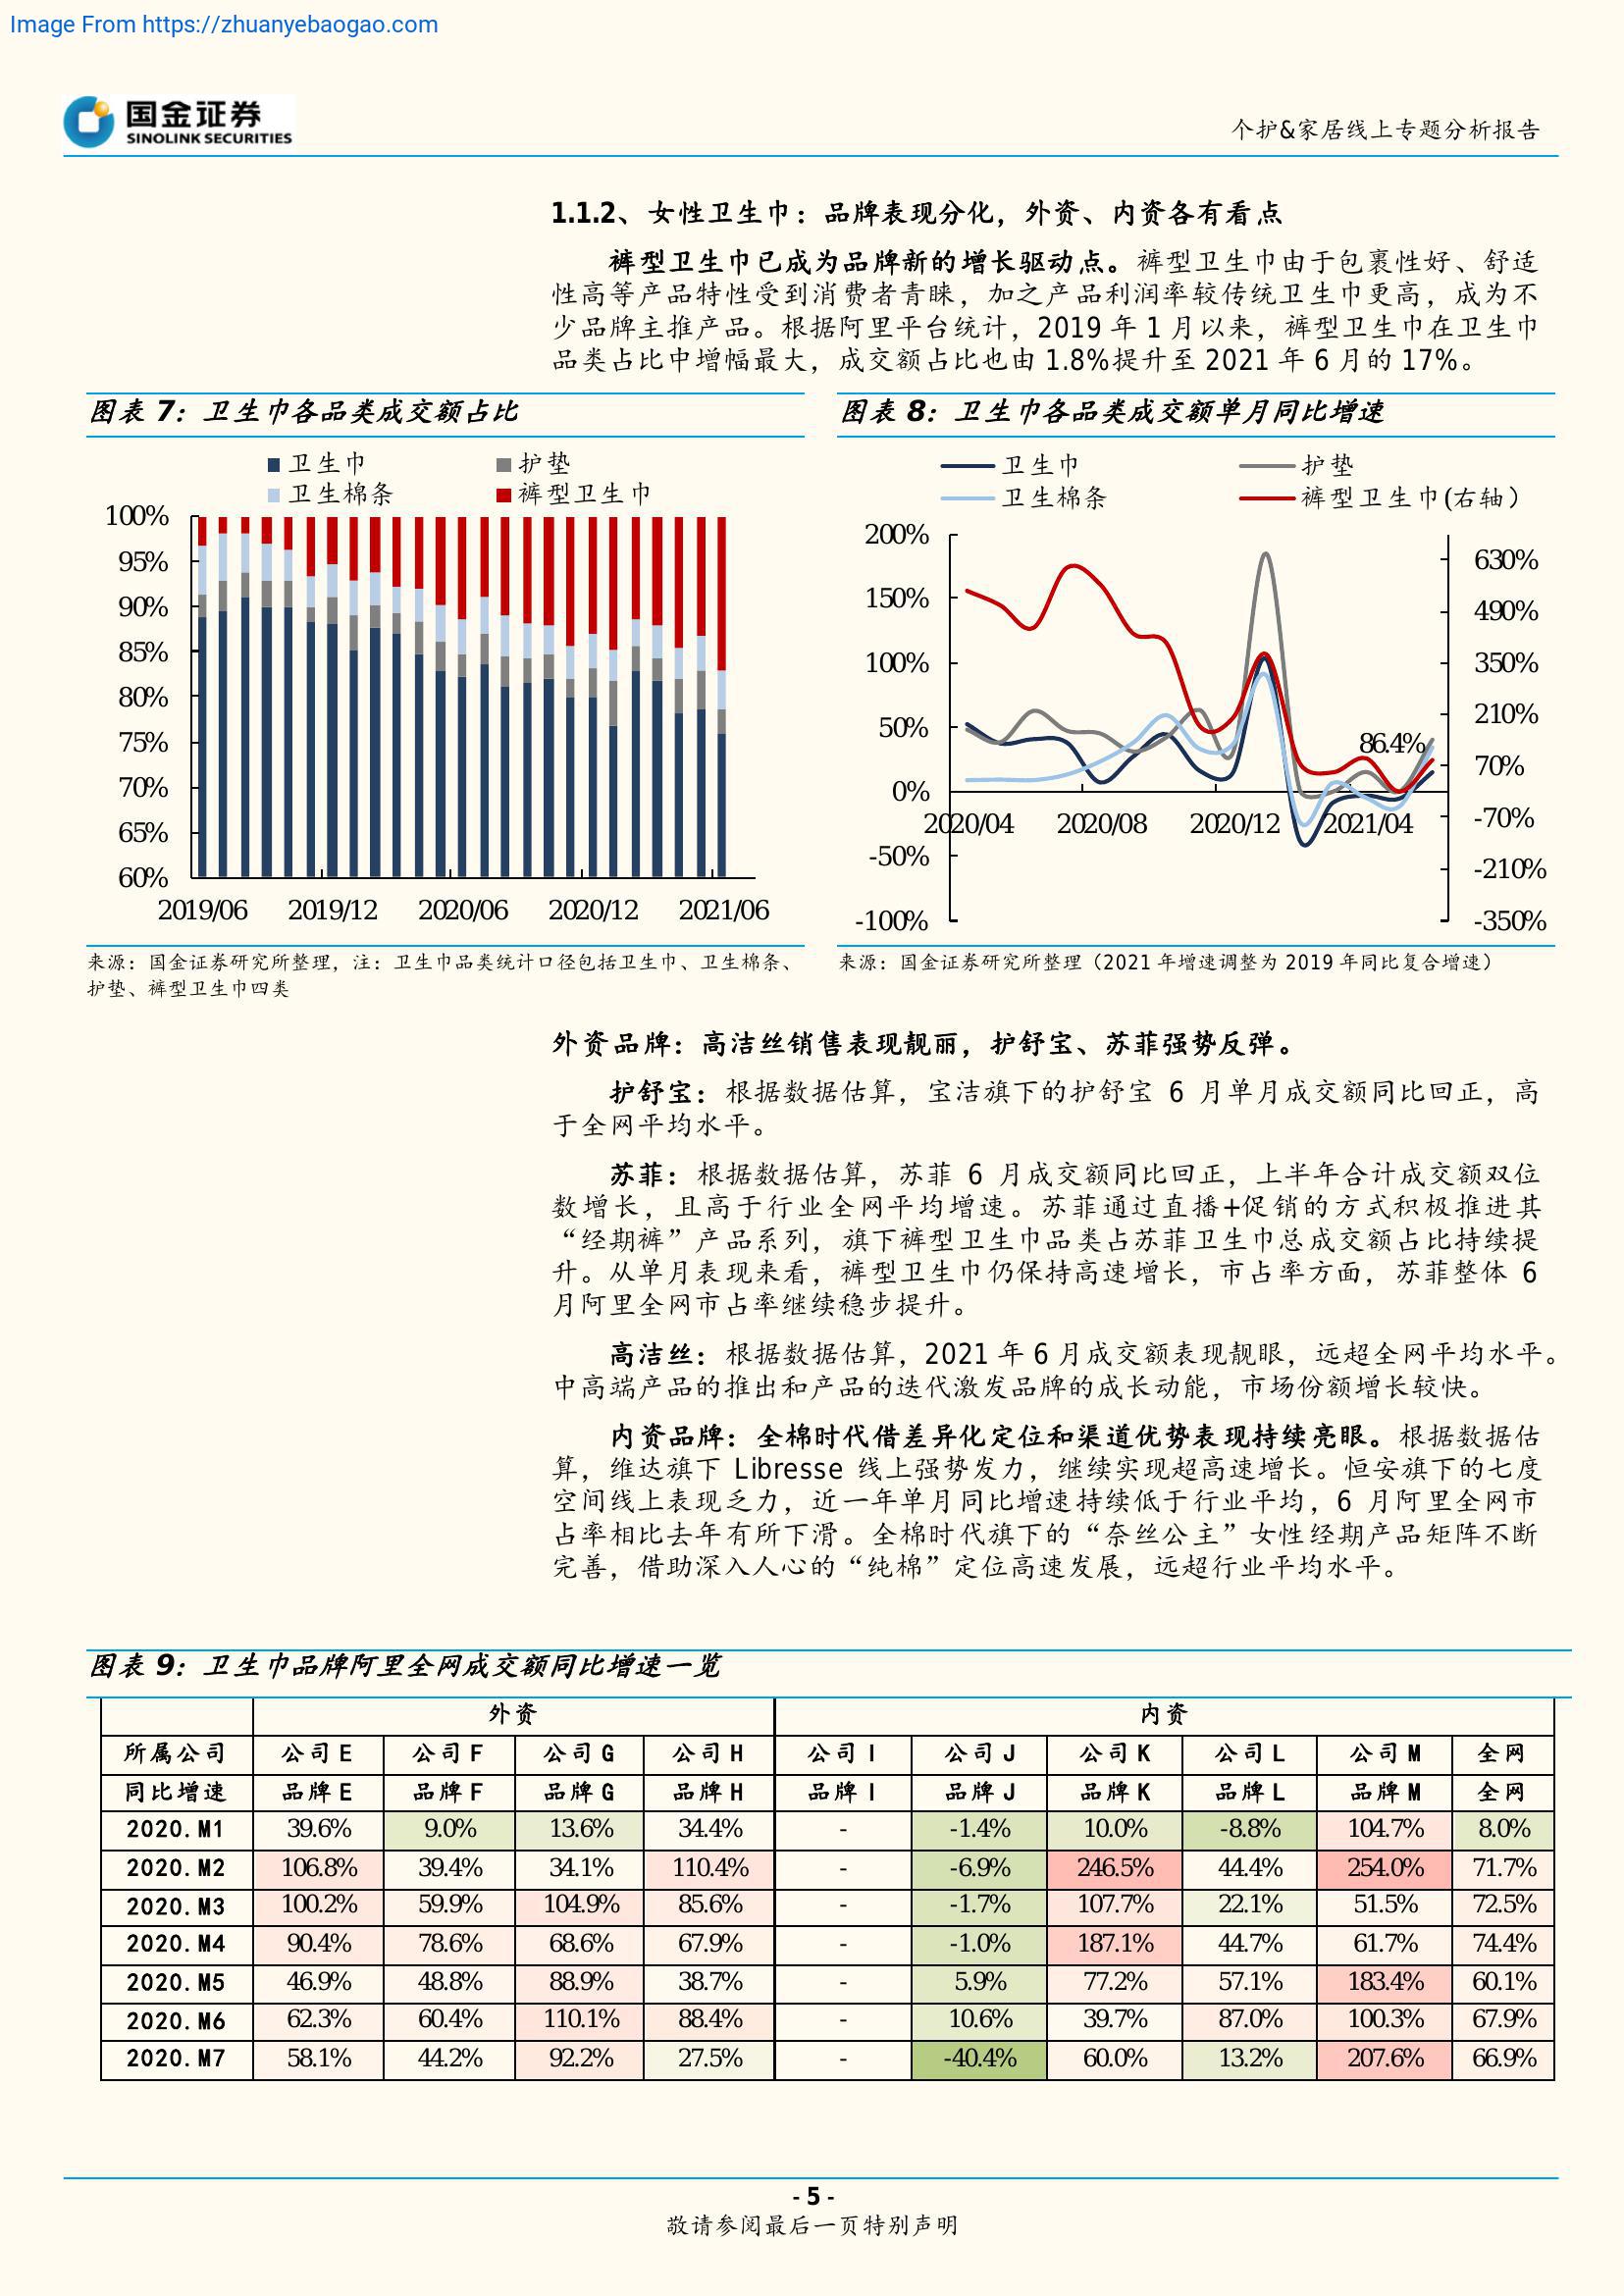 Image From https://zhuanyebaogao.com
国金证券
SINOLINK SECURITIES
个护&家居线上专题分析报告
1.1.2、女性卫生巾：品牌表现分化，外资、内资各有看点
裤型卫生巾已成为品牌新的增长驱动点。裤型卫生巾由于包裹性好、舒适
性高等产品特性受到消费者青睐，加之产品利润率较传统卫生巾更高，成为不
少品牌主推产品。根据阿里平台统计，2019 年 1 月以来，裤型卫生巾在卫生巾
品类占比中增幅最大，成交额占比也由 1.8%提升至 2021 年 6 月的 17%。
图表 7：卫生巾各品类成交额占比
卫生巾 护垫
卫生棉条 裤型卫生巾
100%
95%
90%
85%
80%
75%
70%
65%
60%
2019/06 2019/12 2020/06 2020/12 2021/06
来源：国金证券研究所整理，注：卫生巾品类统计口径包括卫生巾、卫生棉条、
护垫、裤型卫生巾四类
图表 8：卫生巾各品类成交额单月同比增速
卫生巾 护垫
卫生棉条 裤型卫生巾(右轴）
200%
150%
100%
50%
0%
-50%
-100%
630%
490%
350%
210%
70%
-70%
-210%
-350%
86.4%
2020/04 2020/08 2020/12 2021/04
来源：国金证券研究所整理（2021 年增速调整为 2019 年同比复合增速）
外资品牌：高洁丝销售表现靓丽，护舒宝、苏菲强势反弹。
护舒宝：根据数据估算，宝洁旗下的护舒宝 6 月单月成交额同比回正，高
于全网平均水平。
苏菲：根据数据估算，苏菲 6 月成交额同比回正，上半年合计成交额双位
数增长，且高于行业全网平均增速。苏菲通过直播+促销的方式积极推进其
“经期裤”产品系列，旗下裤型卫生巾品类占苏菲卫生巾总成交额占比持续提
升。从单月表现来看，裤型卫生巾仍保持高速增长，市占率方面，苏菲整体 6
月阿里全网市占率继续稳步提升。
高洁丝：根据数据估算，2021 年 6 月成交额表现靓眼，远超全网平均水平。
中高端产品的推出和产品的迭代激发品牌的成长动能，市场份额增长较快。
内资品牌：全棉时代借差异化定位和渠道优势表现持续亮眼。根据数据估
算，维达旗下 Libresse 线上强势发力，继续实现超高速增长。恒安旗下的七度
空间线上表现乏力，近一年单月同比增速持续低于行业平均，6 月阿里全网市
占率相比去年有所下滑。全棉时代旗下的“奈丝公主”女性经期产品矩阵不断
完善，借助深入人心的“纯棉”定位高速发展，远超行业平均水平。
图表 9：卫生巾品牌阿里全网成交额同比增速一览
外资 内资
所属公司 公司 E 公司 F 公司 G 公司 H 公司 I 公司 J 公司 K 公司 L 公司 M 全网
同比增速 品牌 E 品牌 F 品牌 G 品牌 H 品牌 I 品牌 J 品牌 K 品牌 L 品牌 M 全网
2020.M1 39.6% 9.0% 13.6% 34.4% - -1.4% 10.0% -8.8% 104.7% 8.0%
2020.M2 106.8% 39.4% 34.1% 110.4% - -6.9% 246.5% 44.4% 254.0% 71.7%
2020.M3 100.2% 59.9% 104.9% 85.6% - -1.7% 107.7% 22.1% 51.5% 72.5%
2020.M4 90.4% 78.6% 68.6% 67.9% - -1.0% 187.1% 44.7% 61.7% 74.4%
2020.M5 46.9% 48.8% 88.9% 38.7% - 5.9% 77.2% 57.1% 183.4% 60.1%
2020.M6 62.3% 60.4% 110.1% 88.4% - 10.6% 39.7% 87.0% 100.3% 67.9%
2020.M7 58.1% 44.2% 92.2% 27.5% - -40.4% 60.0% 13.2% 207.6% 66.9%
- 5 -
敬请参阅最后一页特别声明